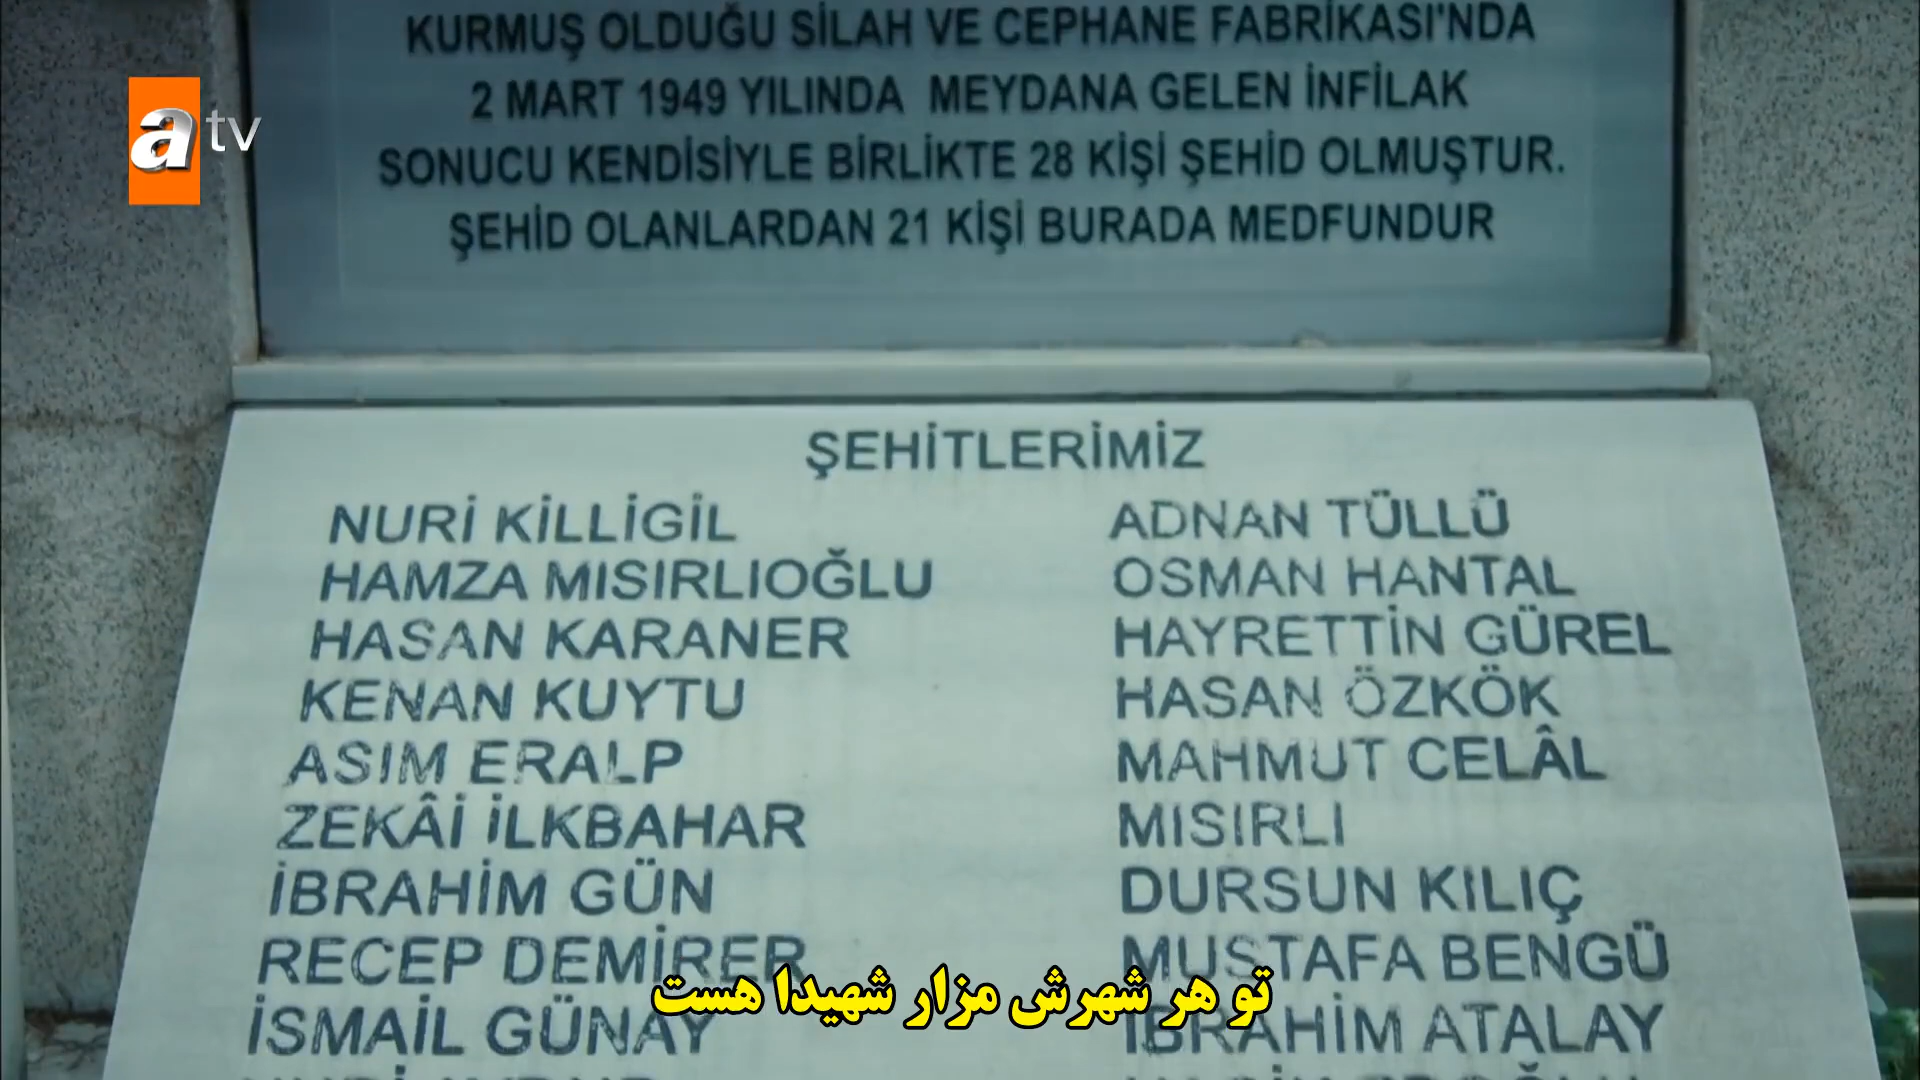 KURMUŞ OLDUĞU SİLAH VE CEPHANE FABRİKASI'NDA
2 MART 1949 YILINDA MEYDANA GELEN İNFİLAK
SONUCU KENDİSİYLE BİRLİKTE 28 KİŞİ ŞEHİD OLMUŞTUR.
ŞEHİD OLANLARDAN 21 KİŞİ BURADA MEDFUNDUR
atv
ŞEHİTLERİMİZ
NURİ KİLLİGİL
HAMZA MISIRLIOĞLU
HASAN KARANER
KENAN KUYTU
ASIM ERALP
ZEKÂİ İLKBAHAR
İBRAHİM GÜN
RECEP DEMİRER
İSMAİL GÜNAY
ADNAN TÜLLÜ
OSMAN HANTAL
HAYRETTİN GÜREL
HASAN ÖZKÖK
MAHMUT CELÂL
MISIRLI
DURSUN KILIÇ
MUSTAFA BENGÜ
İBRAHİM ATALAY
تو هر شهرش مزار شهیدا هست